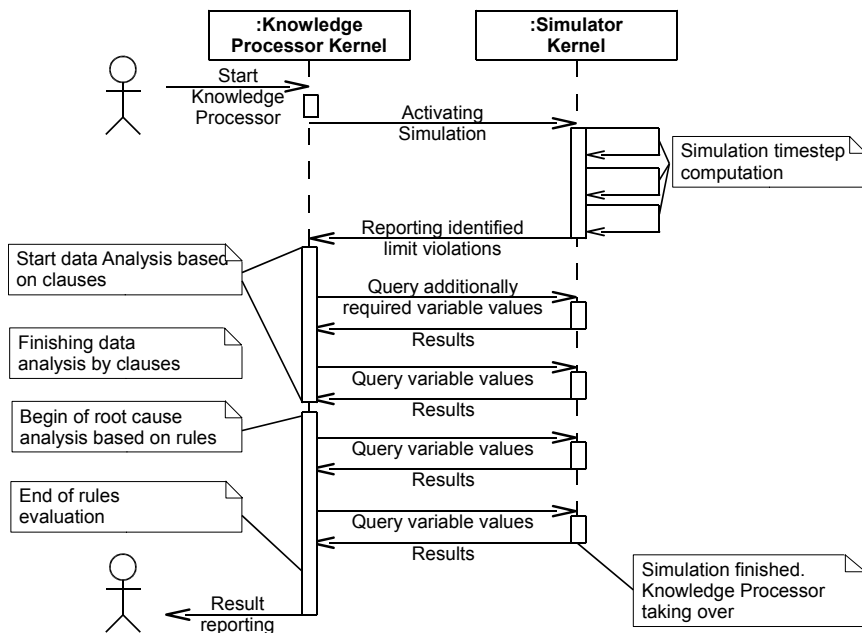 :Knowledge
Processor Kernel
:Simulator
Kernel
Start
Knowledge
Processor
Activating
Simulation
Simulation timestep
computation
Reporting identified
limit violations
Start data Analysis based
on clauses
Query additionally
required variable values
Results
Finishing data
analysis by clauses
Query variable values
Results
Begin of root cause
analysis based on rules
Query variable values
Results
End of rules
evaluation
Query variable values
Results
Simulation finished.
Knowledge Processor
taking over
Result
reporting